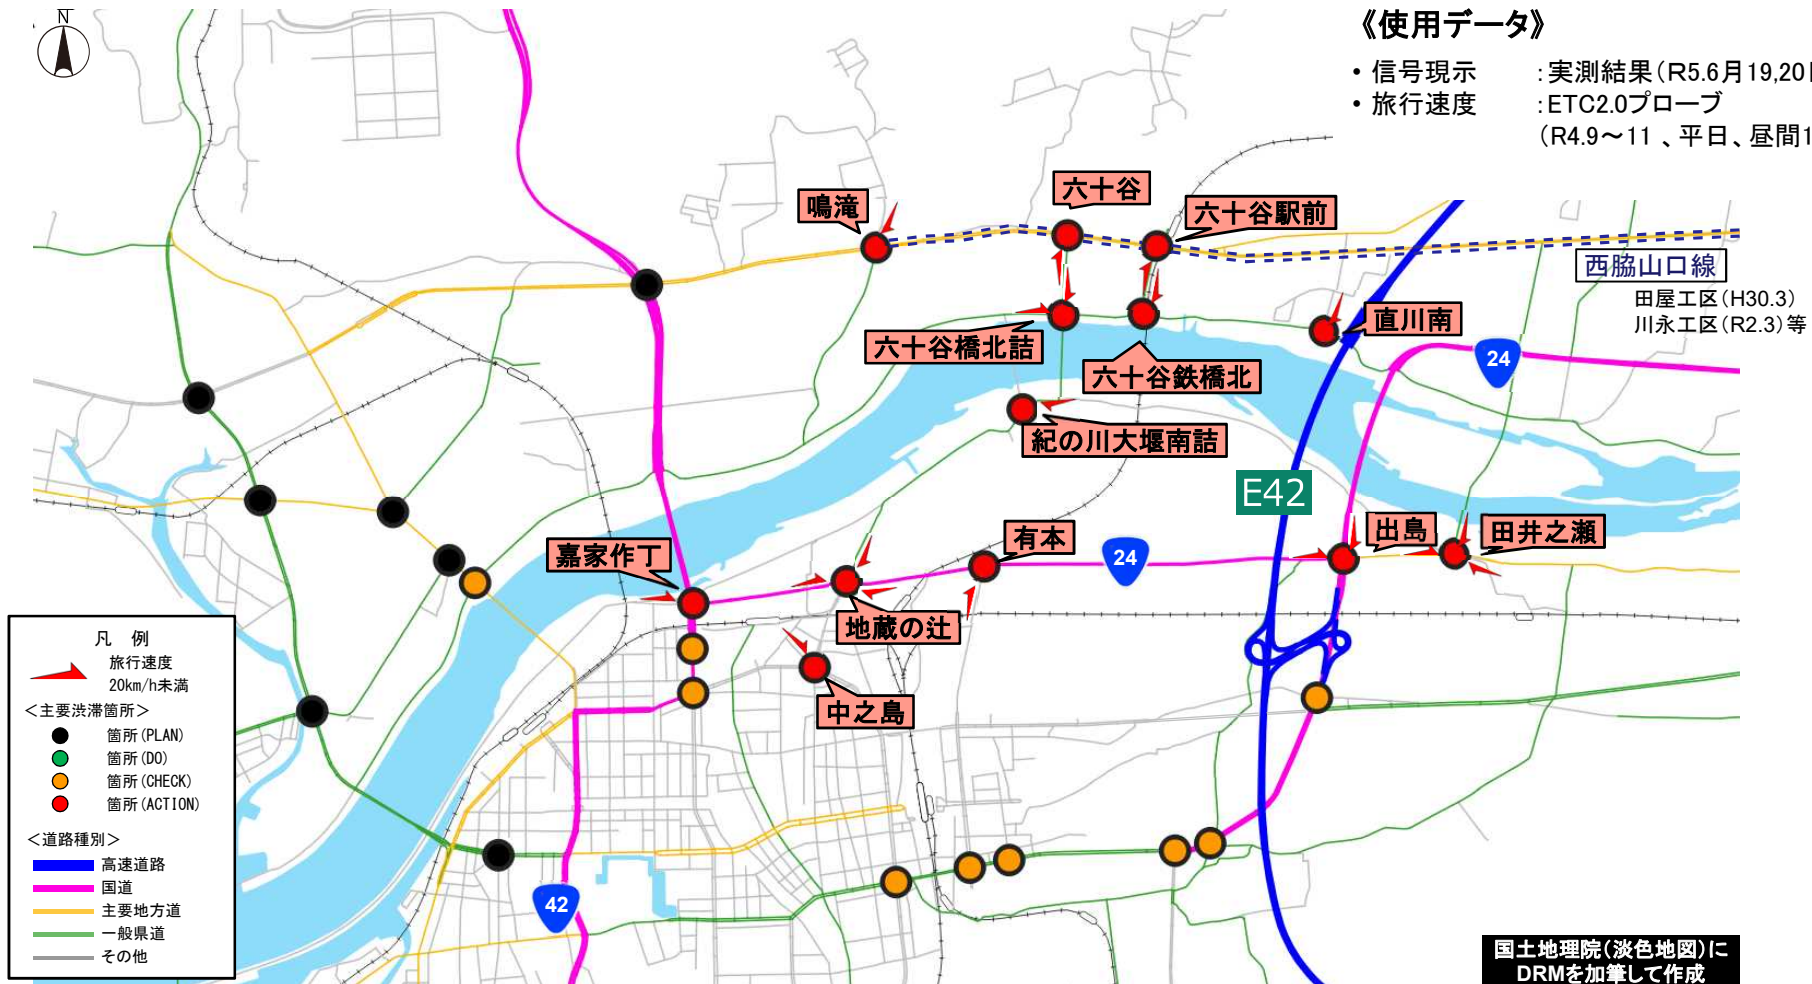 N
《使用データ》
・信号現示 :実測結果(R5.6月19,20
・旅行速度 :ETC2.0プローブ
(R4.9～11 、平日、昼間1
六十谷
鳴滝
六十谷駅前
西脇山口線
田屋工区(H30.3)
川永工区(R2.3)等
直川南
六十谷橋北詰
六十谷鉄橋北
24
紀の川大堰南詰
E42
出島
田井之瀬
有本
嘉家作丁
24
地蔵の辻
中之島
凡 例
旅行速度
20km/h未満
＜主要渋滞箇所＞
箇所(PLAN)
箇所(DO)
箇所(CHECK)
箇所(ACTION)
＜道路種別＞
高速道路
国道
主要地方道
一般県道
その他
42
国土地理院(淡色地図)に
DRMを加筆して作成